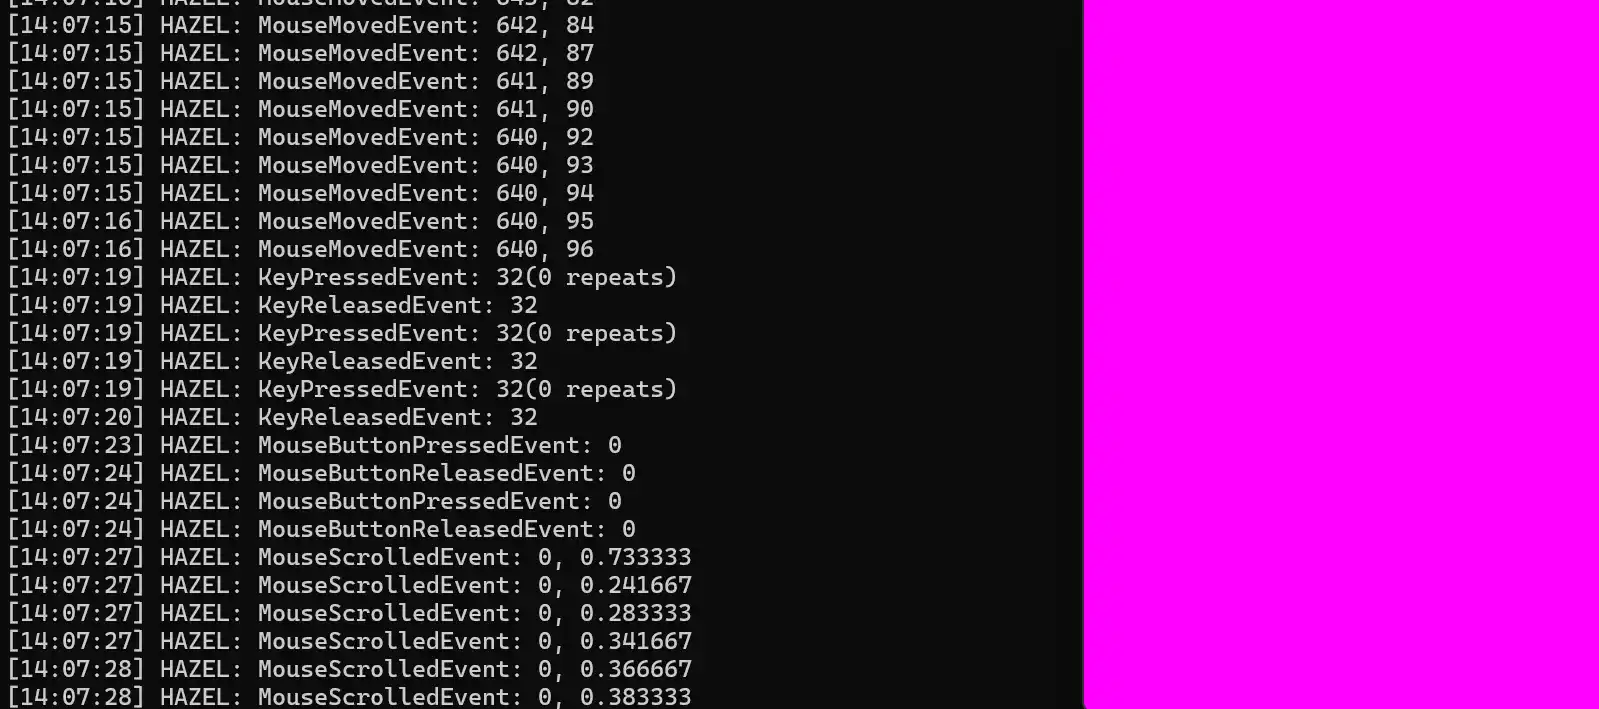 [14:07:15] HAZEL: MouseMovedEvent: 642, 84
[14:07:15] HAZEL: MouseMovedEvent: 642, 87
[14:07:15] HAZEL: MouseMovedEvent: 641, 89
[14:07:15] HAZEL: MouseMovedEvent: 641, 90
[14:07:15] HAZEL: MouseMovedEvent: 640, 92
[14:07:15] HAZEL: MouseMovedEvent: 640, 93
[14:07:15] HAZEL: MouseMovedEvent: 640, 94
[14:07:16] HAZEL: MouseMovedEvent: 640, 95
[14:07:16] HAZEL: MouseMovedEvent: 640, 96
[14:07:19] HAZEL: KeyPressedEvent: 32(0 repeats)
[14:07:19] HAZEL: KeyReleasedEvent: 32
[14:07:19] HAZEL: KeyPressedEvent: 32(0 repeats)
[14:07:19] HAZEL: KeyReleasedEvent: 32
[14:07:19] HAZEL: KeyPressedEvent: 32(0 repeats)
[14:07:20] HAZEL: KeyReleasedEvent: 32
[14:07:23] HAZEL: MouseButtonPressedEvent: 0
[14:07:24] HAZEL: MouseButtonReleasedEvent: 0
[14:07:24] HAZEL: MouseButtonPressedEvent: 0
[14:07:24] HAZEL: MouseButtonReleasedEvent: 0
[14:07:27] HAZEL: MouseScrolledEvent: 0, 0.733333
[14:07:27] HAZEL: MouseScrolledEvent: 0, 0.241667
[14:07:27] HAZEL: MouseScrolledEvent: 0, 0.283333
[14:07:27] HAZEL: MouseScrolledEvent: 0, 0.341667
[14:07:28] HAZEL: MouseScrolledEvent: 0, 0.366667
[14:07:28] HAZEL: MouseScrolledEvent: 0, 0.383333